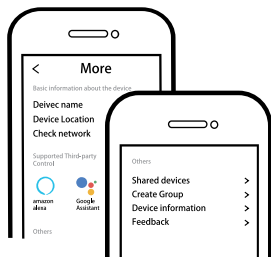 < More
Basic information about the device
Deivec name
Device Location
Check network
Supported Third-party
Control
amazon
alexa
Google
Assistant
Others
Others
Shared devices >
Create Group >
Device information >
Feedback >